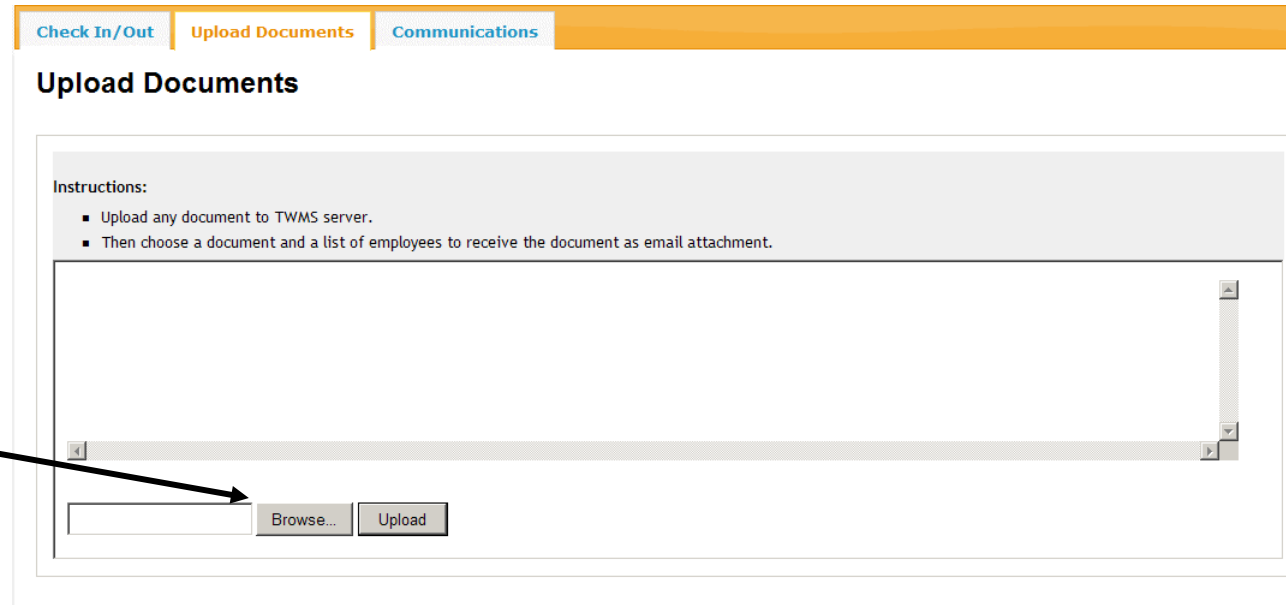 Check In/Out Upload Documents Communications
Upload Documents
Instructions:
Upload any document to TWMS server.
Then choose a document and a list of employees to receive the document as email attachment.
Browse... Upload